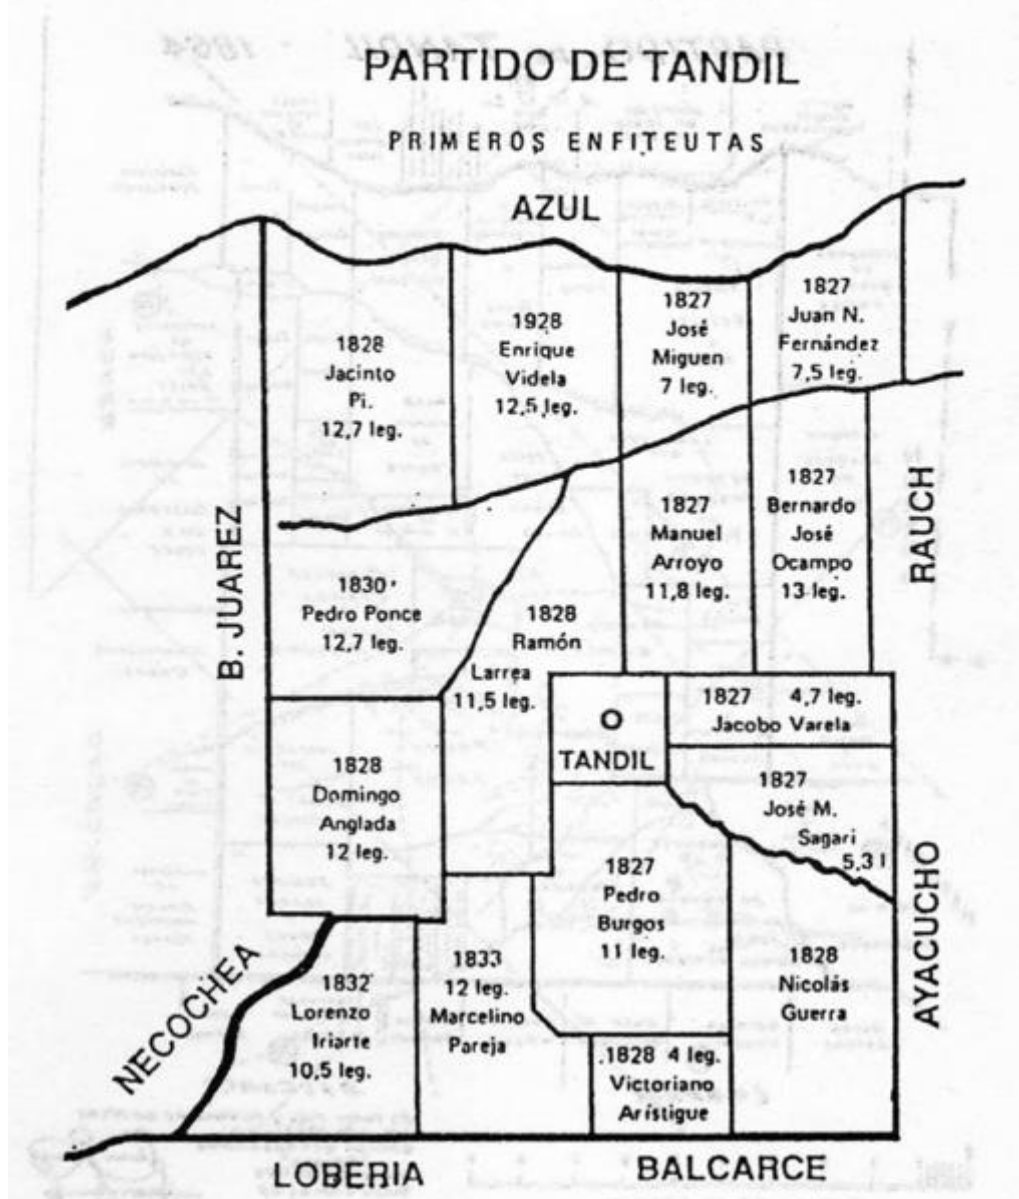 PARTIDO DE TANDIL
PRIMEROS ENFITEUTAS
AZUL
1828
Jacinto
Pi.
12,7 leg.
1928
Enrique
Videla
12,5 leg.
1827
José
Miguen
7 leg.
1827
Juan N.
Fernández
7,5 leg.
B. JUAREZ
1830
Pedro Ponce
12,7 leg.
1828
Ramón
Larrea
11,5 leg.
1827
Manuel
Arroyo
11,8 leg.
1827
Bernardo
José
Ocampo
13 leg.
RAUCH
TANDIL
1827 4,7 leg.
Jacobo Varela
1828
Domingo
Anglada
12 leg.
1827
José M.
Sagari
5,3 l
1827
Pedro
Burgos
11 leg.
AYACUCHO
NECOCHEA
1832
Lorenzo
Iriarte
10,5 leg.
1833
12 leg.
Marcelino
Pareja
1828
Nicolás
Guerra
.1828 4 leg.
Victoriano
Arístigue
LOBERIA
BALCARCE